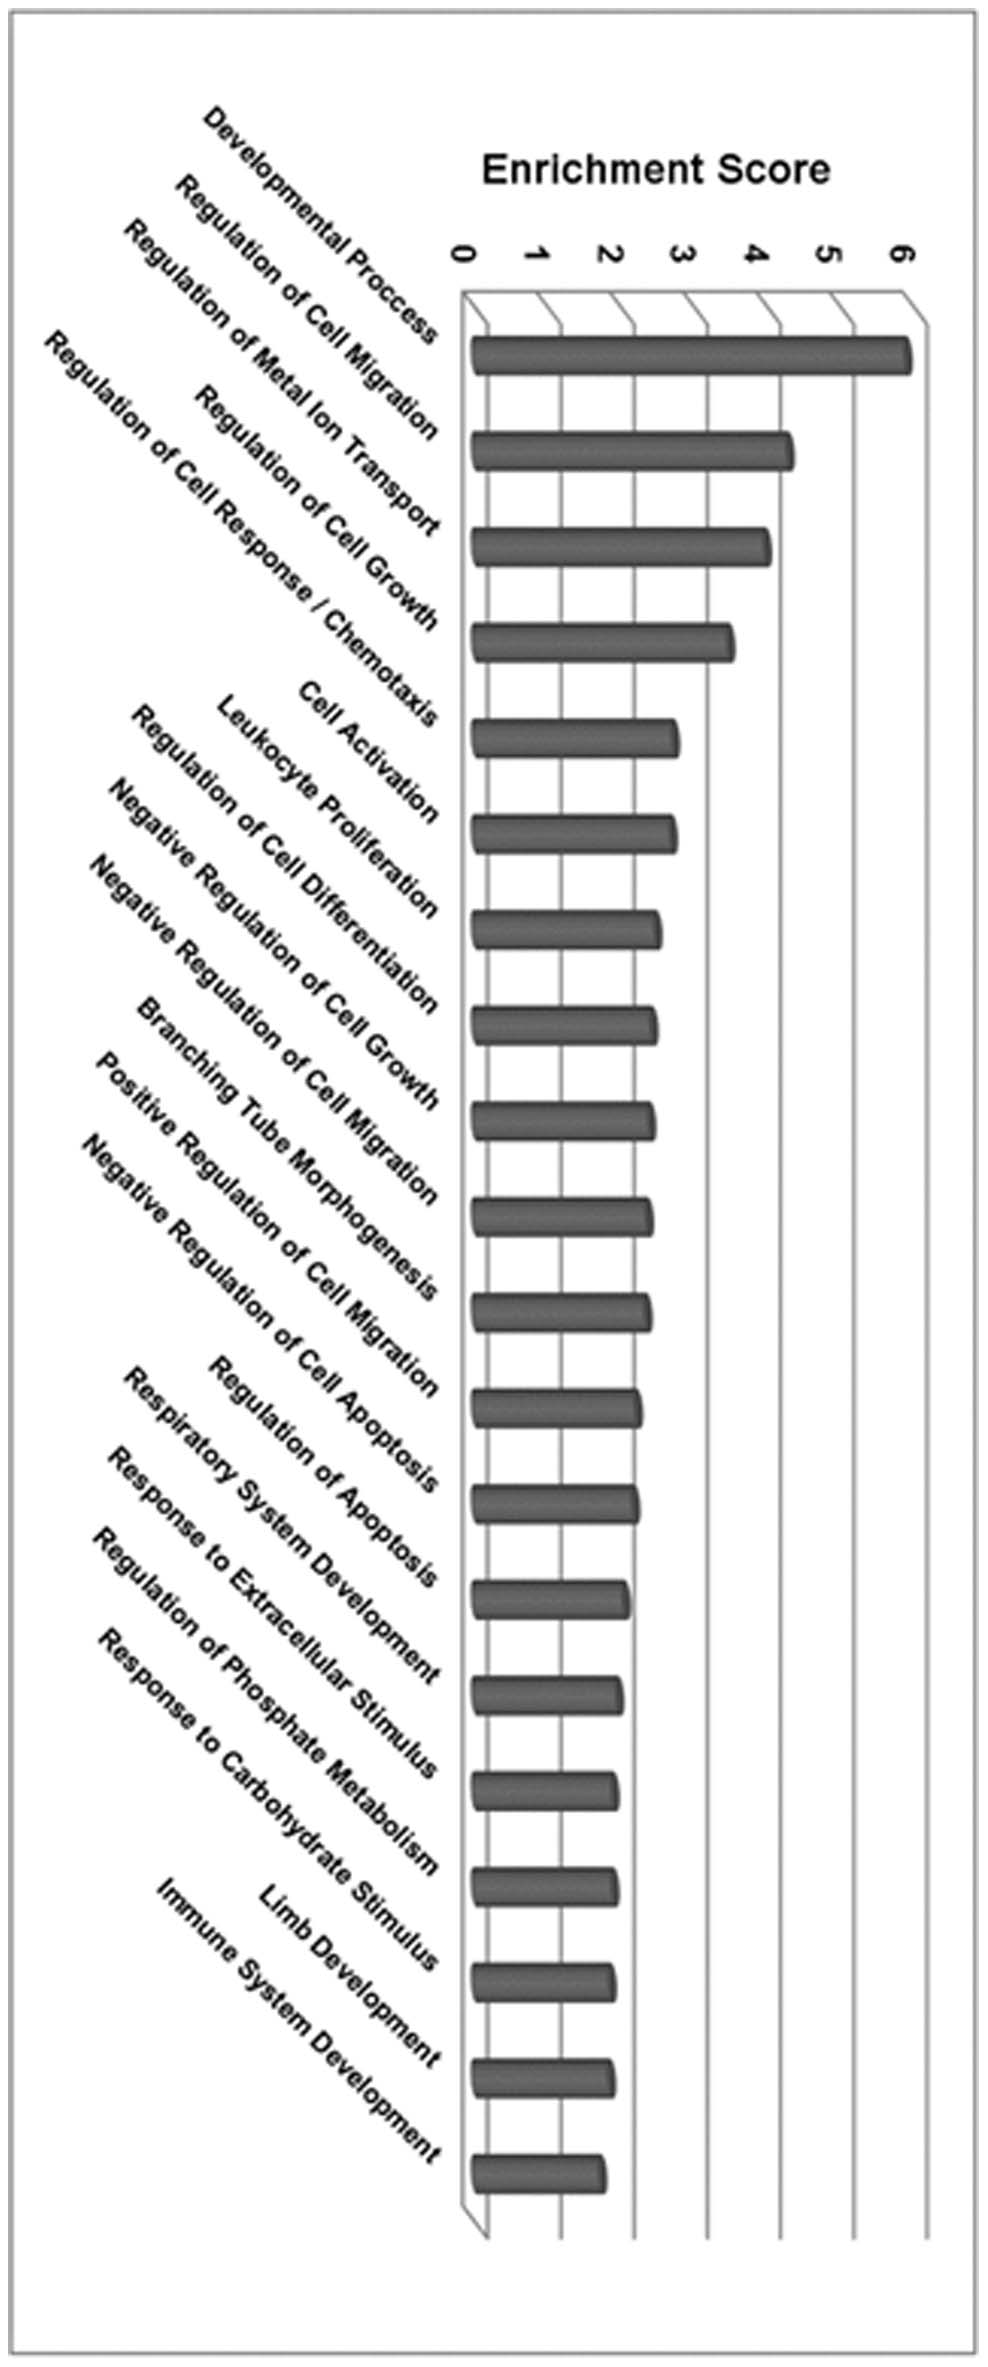 Enrichment Score
0 1 2 3 4 5 6
Developmental Proccess
Regulation of Cell Migration
Regulation of Metal Ion Transport
Regulation of Cell Growth
Regulation of Cell Response / Chemotaxis
Cell Activation
Leukocyte Proliferation
Regulation of Cell Differentiation
Negative Regulation of Cell Growth
Negative Regulation of Cell Migration
Branching Tube Morphogenesis
Positive Regulation of Cell Migration
Negative Regulation of Cell Apoptosis
Regulation of Apoptosis
Respiratory System Development
Response to Extracellular Stimulus
Regulation of Phosphate Metabolism
Response to Carbohydrate Stimulus
Limb Development
Immune System Development